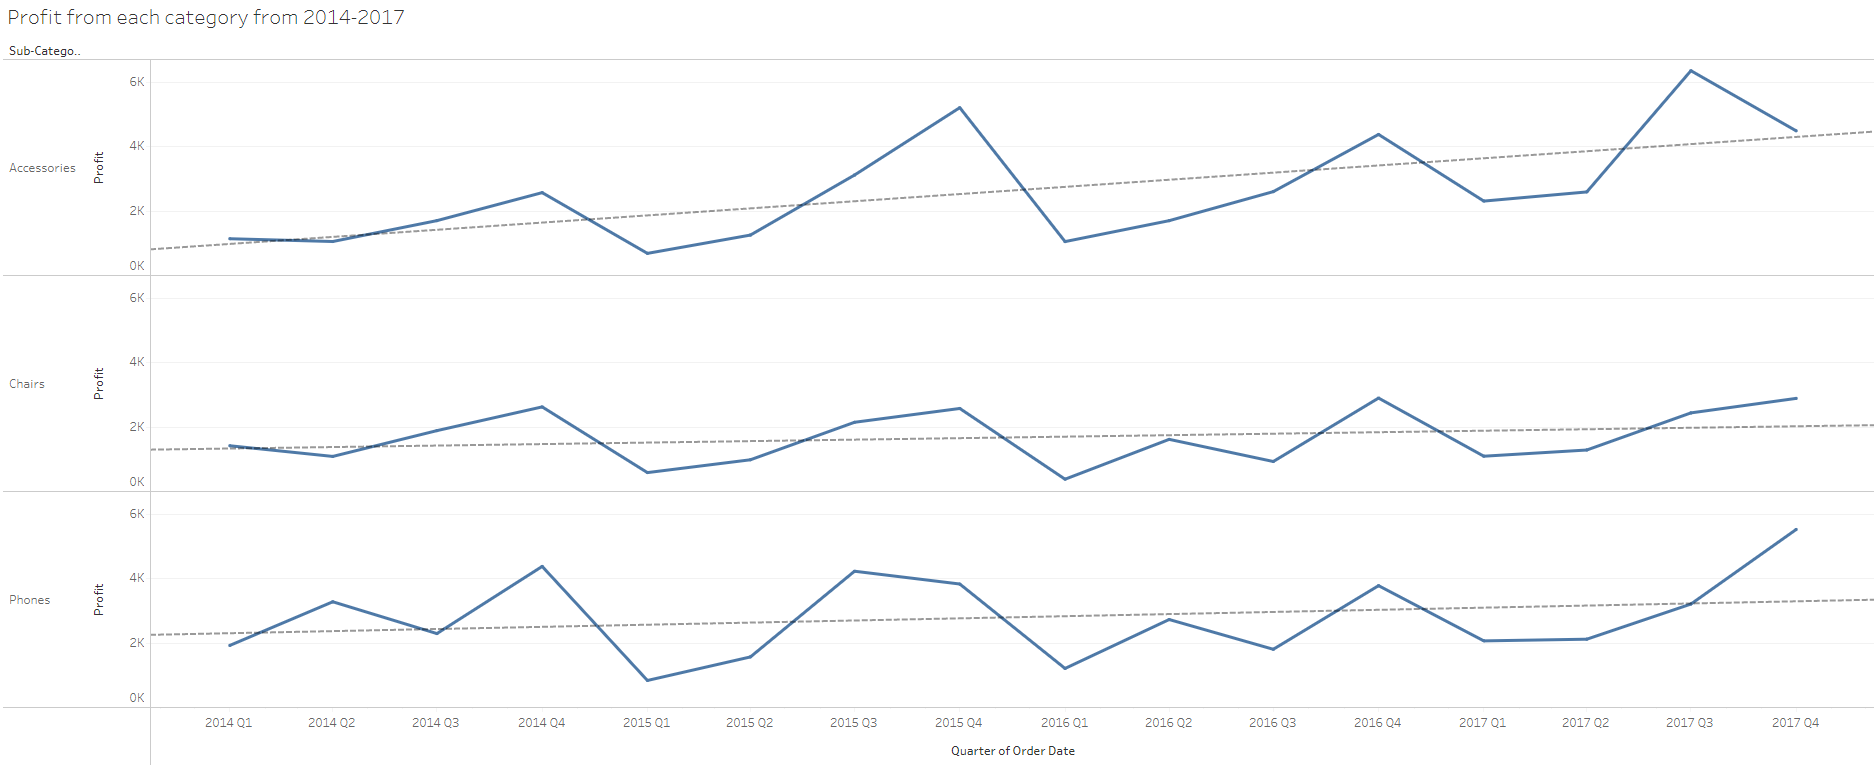 Profit from each category from 2014-2017
Sub-Catego..
Accessories
Profit
6K
4K
2K
0K
Chairs
Profit
6K
4K
2K
0K
Phones
Profit
6K
4K
2K
0K
2014 Q1 2014 Q2 2014 Q3 2014 Q4 2015 Q1 2015 Q2 2015 Q3 2015 Q4 2016 Q1 2016 Q2 2016 Q3 2016 Q4 2017 Q1 2017 Q2 2017 Q3 2017 Q4
Quarter of Order Date